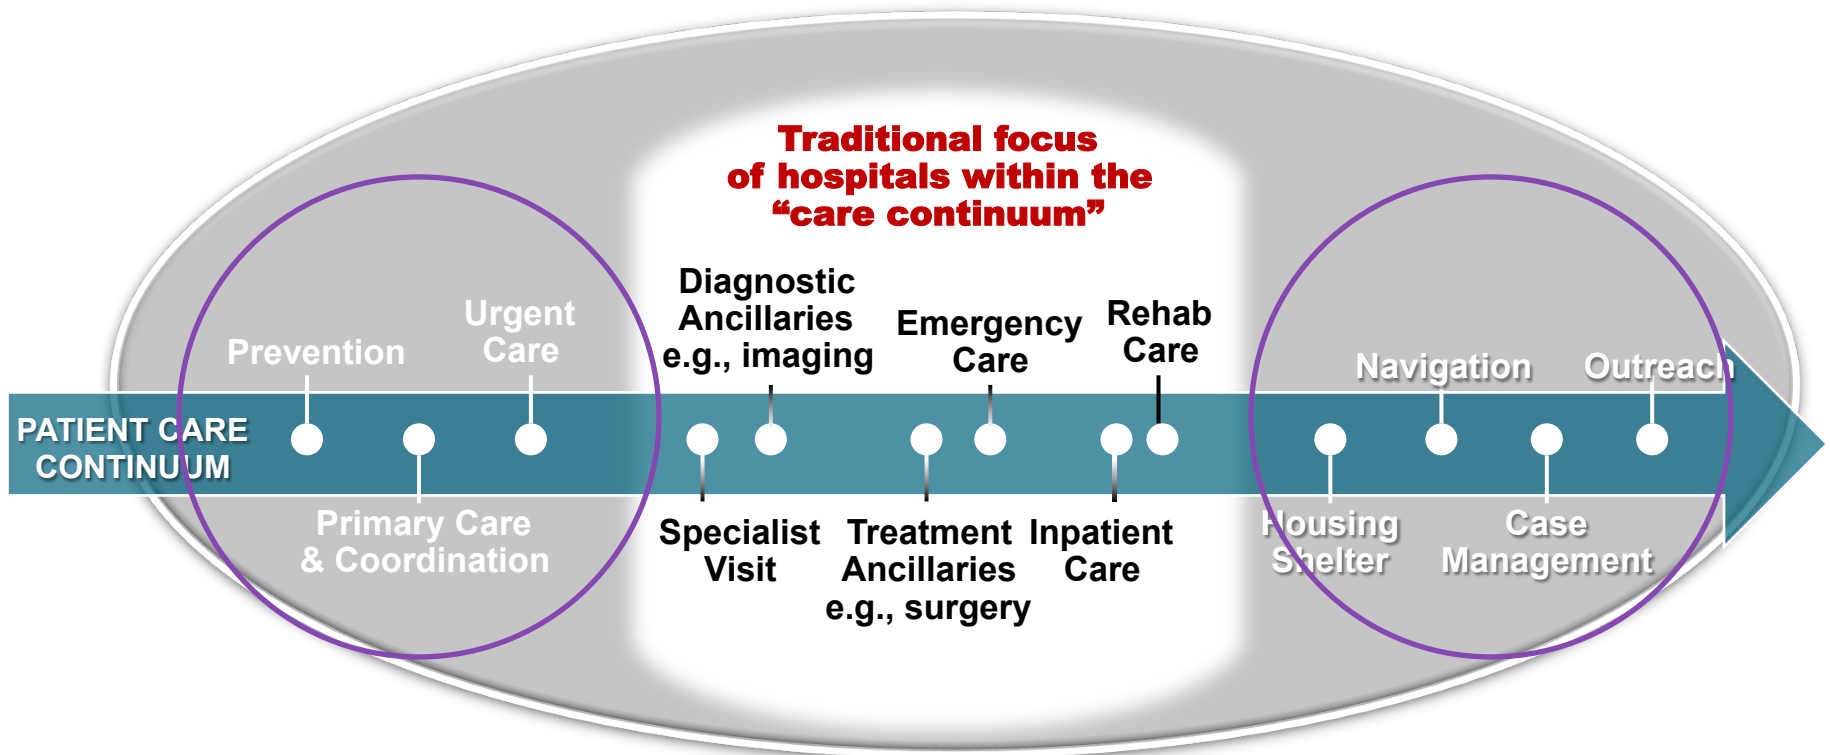 Traditional focus
of hospitals within the
“care continuum”
PATIENT CARE
CONTINUUM
Prevention
Primary Care
& Coordination
Urgent
Care
Specialist
Visit
Diagnostic
Ancillaries
e.g., imaging
Treatment
Ancillaries
e.g., surgery
Emergency
Care
Inpatient
Care
Rehab
Care
Housing
Shelter
Navigation
Case
Management
Outreach